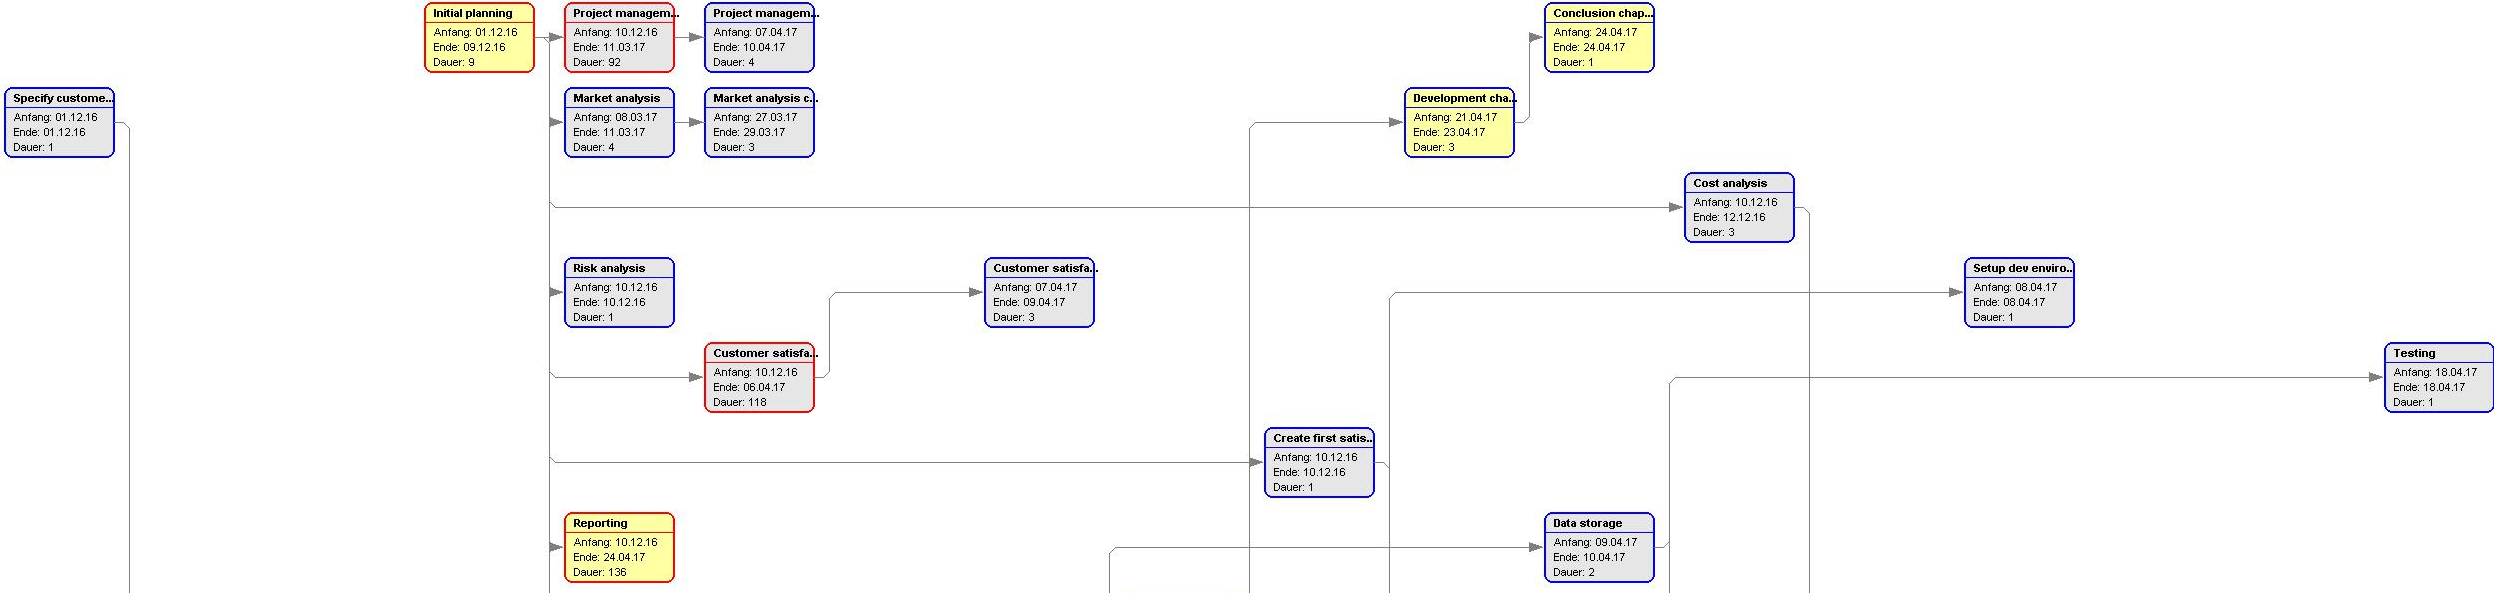 Initial planning
Anfang: 01.12.16
Ende: 09.12.16
Dauer: 9
Project managem...
Anfang: 10.12.16
Ende: 11.03.17
Dauer: 92
Project managem...
Anfang: 07.04.17
Ende: 10.04.17
Dauer: 4
Conclusion chap...
Anfang: 24.04.17
Ende: 24.04.17
Dauer: 1
Specify custome...
Anfang: 01.12.16
Ende: 01.12.16
Dauer: 1
Market analysis
Anfang: 08.03.17
Ende: 11.03.17
Dauer: 4
Market analysis c...
Anfang: 27.03.17
Ende: 29.03.17
Dauer: 3
Development cha...
Anfang: 21.04.17
Ende: 23.04.17
Dauer: 3
Cost analysis
Anfang: 10.12.16
Ende: 12.12.16
Dauer: 3
Risk analysis
Anfang: 10.12.16
Ende: 10.12.16
Dauer: 1
Customer satisfa...
Anfang: 07.04.17
Ende: 09.04.17
Dauer: 3
Setup dev enviro...
Anfang: 08.04.17
Ende: 08.04.17
Dauer: 1
Customer satisfa...
Anfang: 10.12.16
Ende: 06.04.17
Dauer: 118
Testing
Anfang: 18.04.17
Ende: 18.04.17
Dauer: 1
Create first satis...
Anfang: 10.12.16
Ende: 10.12.16
Dauer: 1
Reporting
Anfang: 10.12.16
Ende: 24.04.17
Dauer: 136
Data storage
Anfang: 09.04.17
Ende: 10.04.17
Dauer: 2